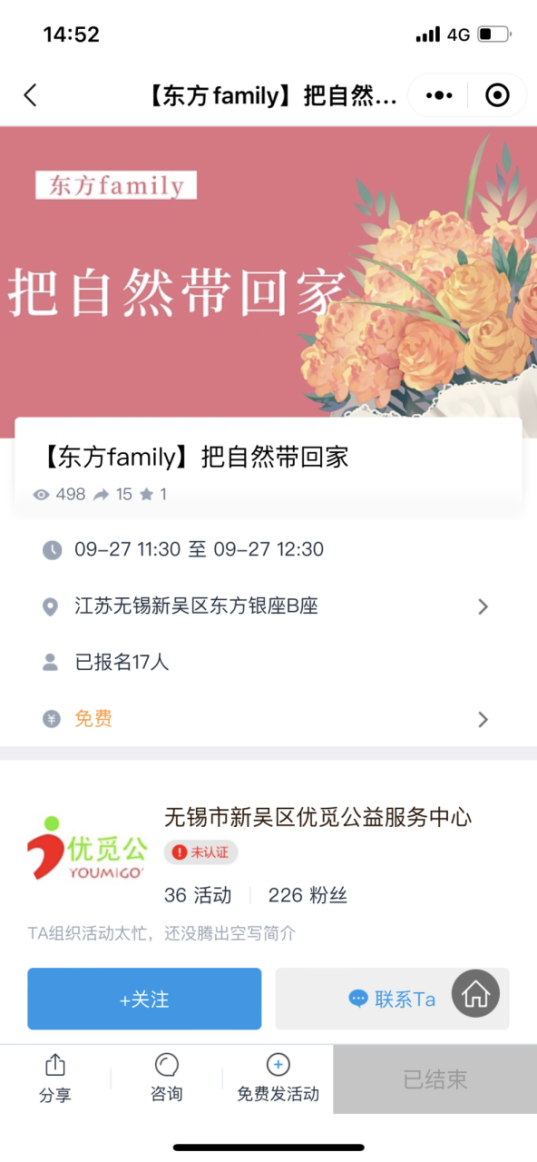 14:52
4G
【东方family】把自然...
东方family
把自然带回家
【东方family】把自然带回家
498 15 1
09-27 11:30 至 09-27 12:30
江苏无锡新吴区东方银座B座
已报名17人
¥ 免费
无锡市新吴区优觅公益服务中心
优觅公
YOUMIGO
! 未认证
36 活动 226 粉丝
TA组织活动太忙，还没腾出空写简介
+关注
联系Ta
分享
咨询
免费发活动
已结束